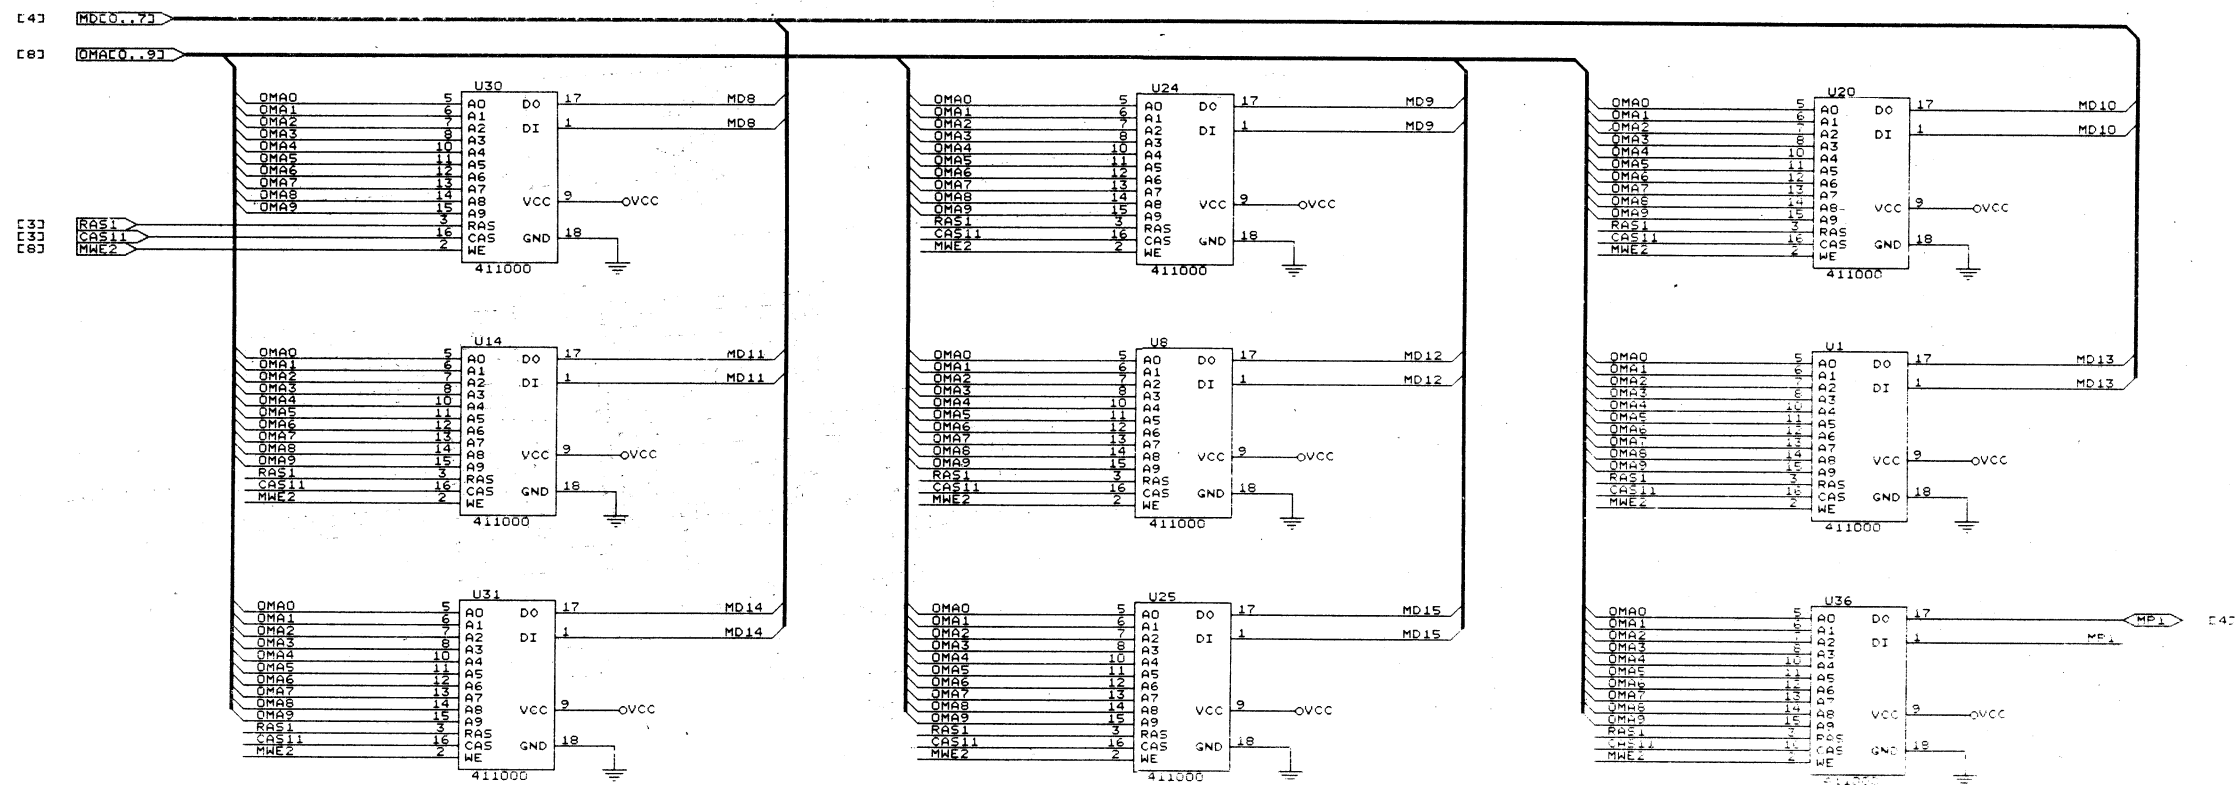 [4] MD[0..7]
[8] OMA[0..9]
U30
OMA0 5 A0 DO 17 MD8
OMA1 6 A1
OMA2 7 A2 DI 1 MD8
OMA3 8 A3
OMA4 10 A4
OMA5 11 A5
OMA6 12 A6
OMA7 13 A7
OMA8 14 A8 VCC 9 VCC
OMA9 15 A9
[3] RAS1 3 RAS
[3] CAS11 16 CAS GND 18
[8] MWE2 2 WE
411000
U24
OMA0 5 A0 DO 17 MD9
OMA1 6 A1
OMA2 7 A2 DI 1 MD9
OMA3 8 A3
OMA4 10 A4
OMA5 11 A5
OMA6 12 A6
OMA7 13 A7
OMA8 14 A8 VCC 9 VCC
OMA9 15 A9
RAS1 3 RAS
CAS11 16 CAS GND 18
MWE2 2 WE
411000
U20
OMA0 5 A0 DO 17 MD10
OMA1 6 A1
OMA2 A2 DI 1 MD10
OMA3 8 A3
OMA4 10 A4
OMA5 11 A5
OMA6 12 A6
OMA7 13 A7
OMA8 14 A8 VCC 9 VCC
OMA9 15 A9
RAS1 3 RAS
CAS11 16 CAS GND 18
MWE2 2 WE
411000
U14
OMA0 5 A0 DO 17 MD11
OMA1 6 A1
OMA2 7 A2 DI 1 MD11
OMA3 8 A3
OMA4 10 A4
OMA5 11 A5
OMA6 12 A6
OMA7 13 A7
OMA8 14 A8 VCC 9 VCC
OMA9 15 A9
RAS1 3 RAS
CAS11 16 CAS GND 18
MWE2 2 WE
411000
U8
OMA0 5 A0 DO 17 MD12
OMA1 6 A1
OMA2 7 A2 DI 1 MD12
OMA3 8 A3
OMA4 10 A4
OMA5 11 A5
OMA6 12 A6
OMA7 13 A7
OMA8 14 A8 VCC 9 VCC
OMA9 15 A9
RAS1 3 RAS
CAS11 16 CAS GND 18
MWE2 2 WE
411000
U1
OMA0 5 A0 DO 17 MD13
OMA1 6 A1
OMA2 A2 DI 1 MD13
OMA3 8 A3
OMA4 10 A4
OMA5 11 A5
OMA6 12 A6
OMA7 13 A7
OMA8 14 A8 VCC 9 VCC
OMA9 15 A9
RAS1 3 RAS
CAS11 16 CAS GND 18
MWE2 2 WE
411000
U31
OMA0 5 A0 DO 17 MD14
OMA1 6 A1
OMA2 7 A2 DI 1 MD14
OMA3 8 A3
OMA4 10 A4
OMA5 11 A5
OMA6 12 A6
OMA7 13 A7
OMA8 14 A8 VCC 9 VCC
OMA9 15 A9
RAS1 3 RAS
CAS11 16 CAS GND 18
MWE2 2 WE
411000
U25
OMA0 5 A0 DO 17 MD15
OMA1 6 A1
OMA2 7 A2 DI 1 MD15
OMA3 8 A3
OMA4 10 A4
OMA5 11 A5
OMA6 12 A6
OMA7 13 A7
OMA8 14 A8 VCC 9 VCC
OMA9 15 A9
RAS1 3 RAS
CAS11 16 CAS GND 18
MWE2 2 WE
411000
U36
OMA0 5 A0 DO 17 MP1 [4]
OMA1 6 A1
OMA2 A2 DI 1 MP1
OMA3 8 A3
OMA4 10 A4
OMA5 11 A5
OMA6 12 A6
OMA7 13 A7
OMA8 14 A8 VCC 9 VCC
OMA9 15 A9
RAS1 3 RAS
CAS11 CAS GND 18
MWE2 2 WE
411000